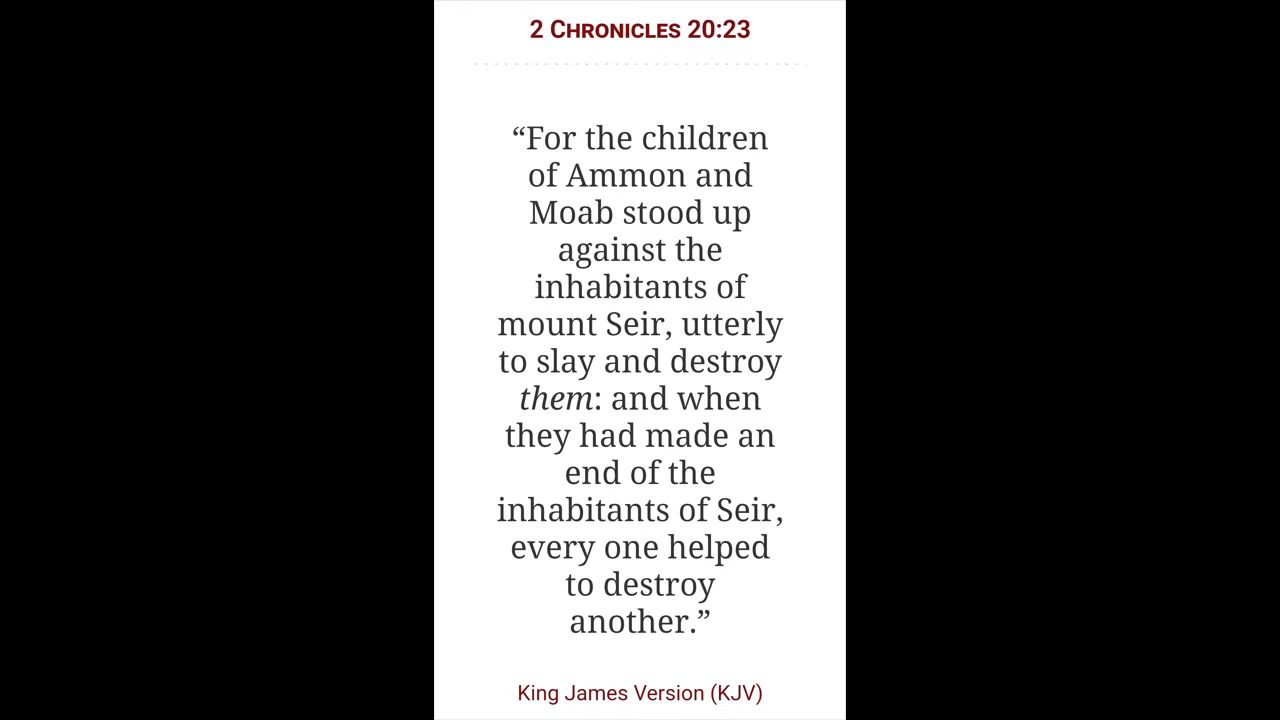 2 Chronicles 20:23
“For the children
of Ammon and
Moab stood up
against the
inhabitants of
mount Seir, utterly
to slay and destroy
them: and when
they had made an
end of the
inhabitants of Seir,
every one helped
to destroy
another.”
King James Version (KJV)